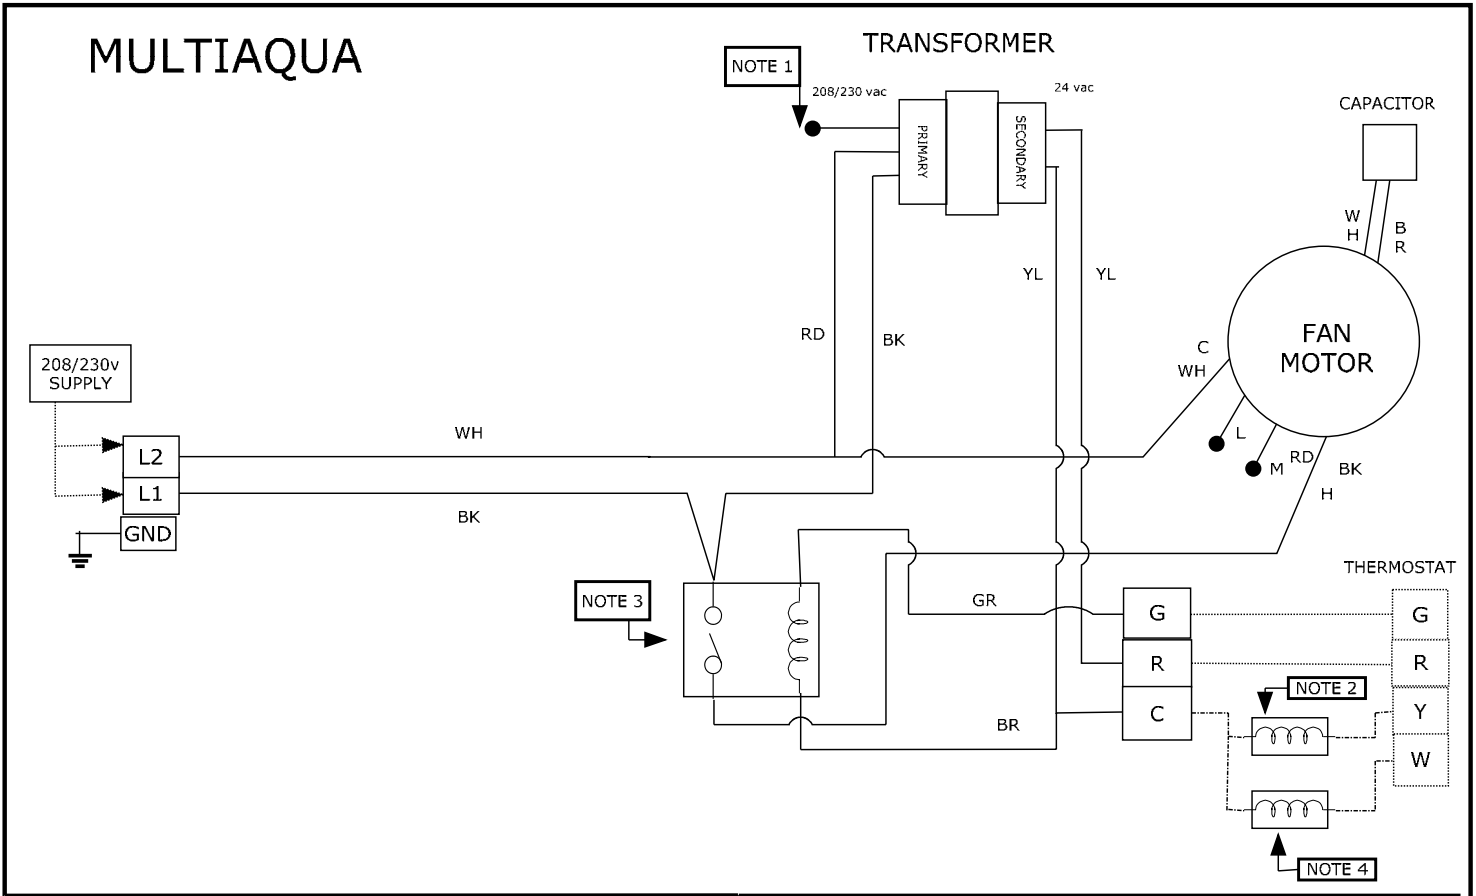 MULTIAQUA
TRANSFORMER
NOTE 1
208/230 vac
24 vac
PRIMARY
SECONDARY
CAPACITOR
W
H
B
R
YL
YL
RD
BK
FAN
MOTOR
C
WH
208/230v
SUPPLY
WH
L2
L1
BK
GND
L
M
RD
BK
H
THERMOSTAT
NOTE 3
GR
G
G
R
R
NOTE 2
C
Y
BR
W
NOTE 4